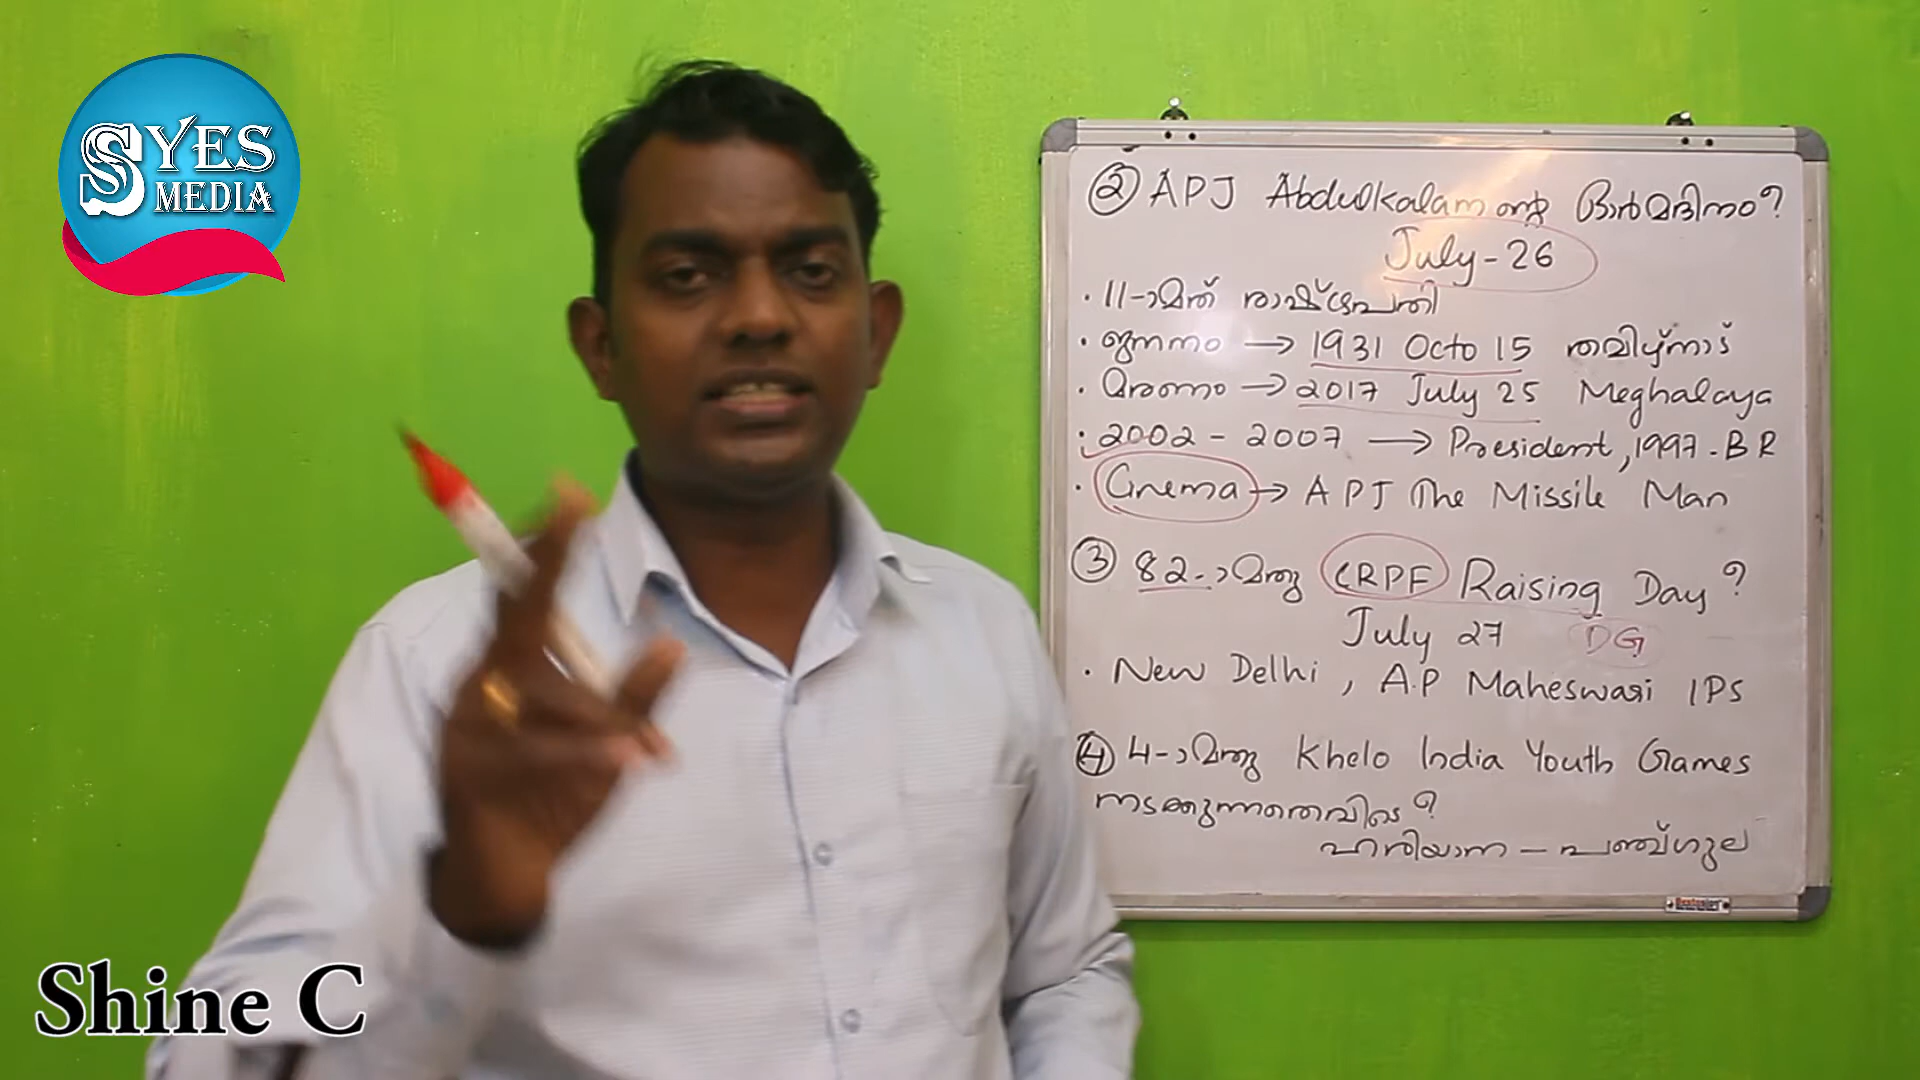 SYES
MEDIA
② APJ Abdulkalam ന്റെ ഓർമദിനം?
July - 26
· 11-ാമത് രാഷ്ട്രപതി
· ജനനം → 1931 Octo 15 തമിഴ്നാട്
· മരണം → 2017 July 25 Meghalaya
· 2002 - 2007 → President, 1997 - BR
· Cinema → APJ The Missile Man
③ 82-ാമതു CRPF Raising Day?
July 27 DG
· New Delhi, A.P Maheswari IPS
④ 4-ാമതു Khelo India Youth Games
നടക്കുന്നതെവിടെ?
ഹരിയാന - പഞ്ച്ഗുല
Shine C